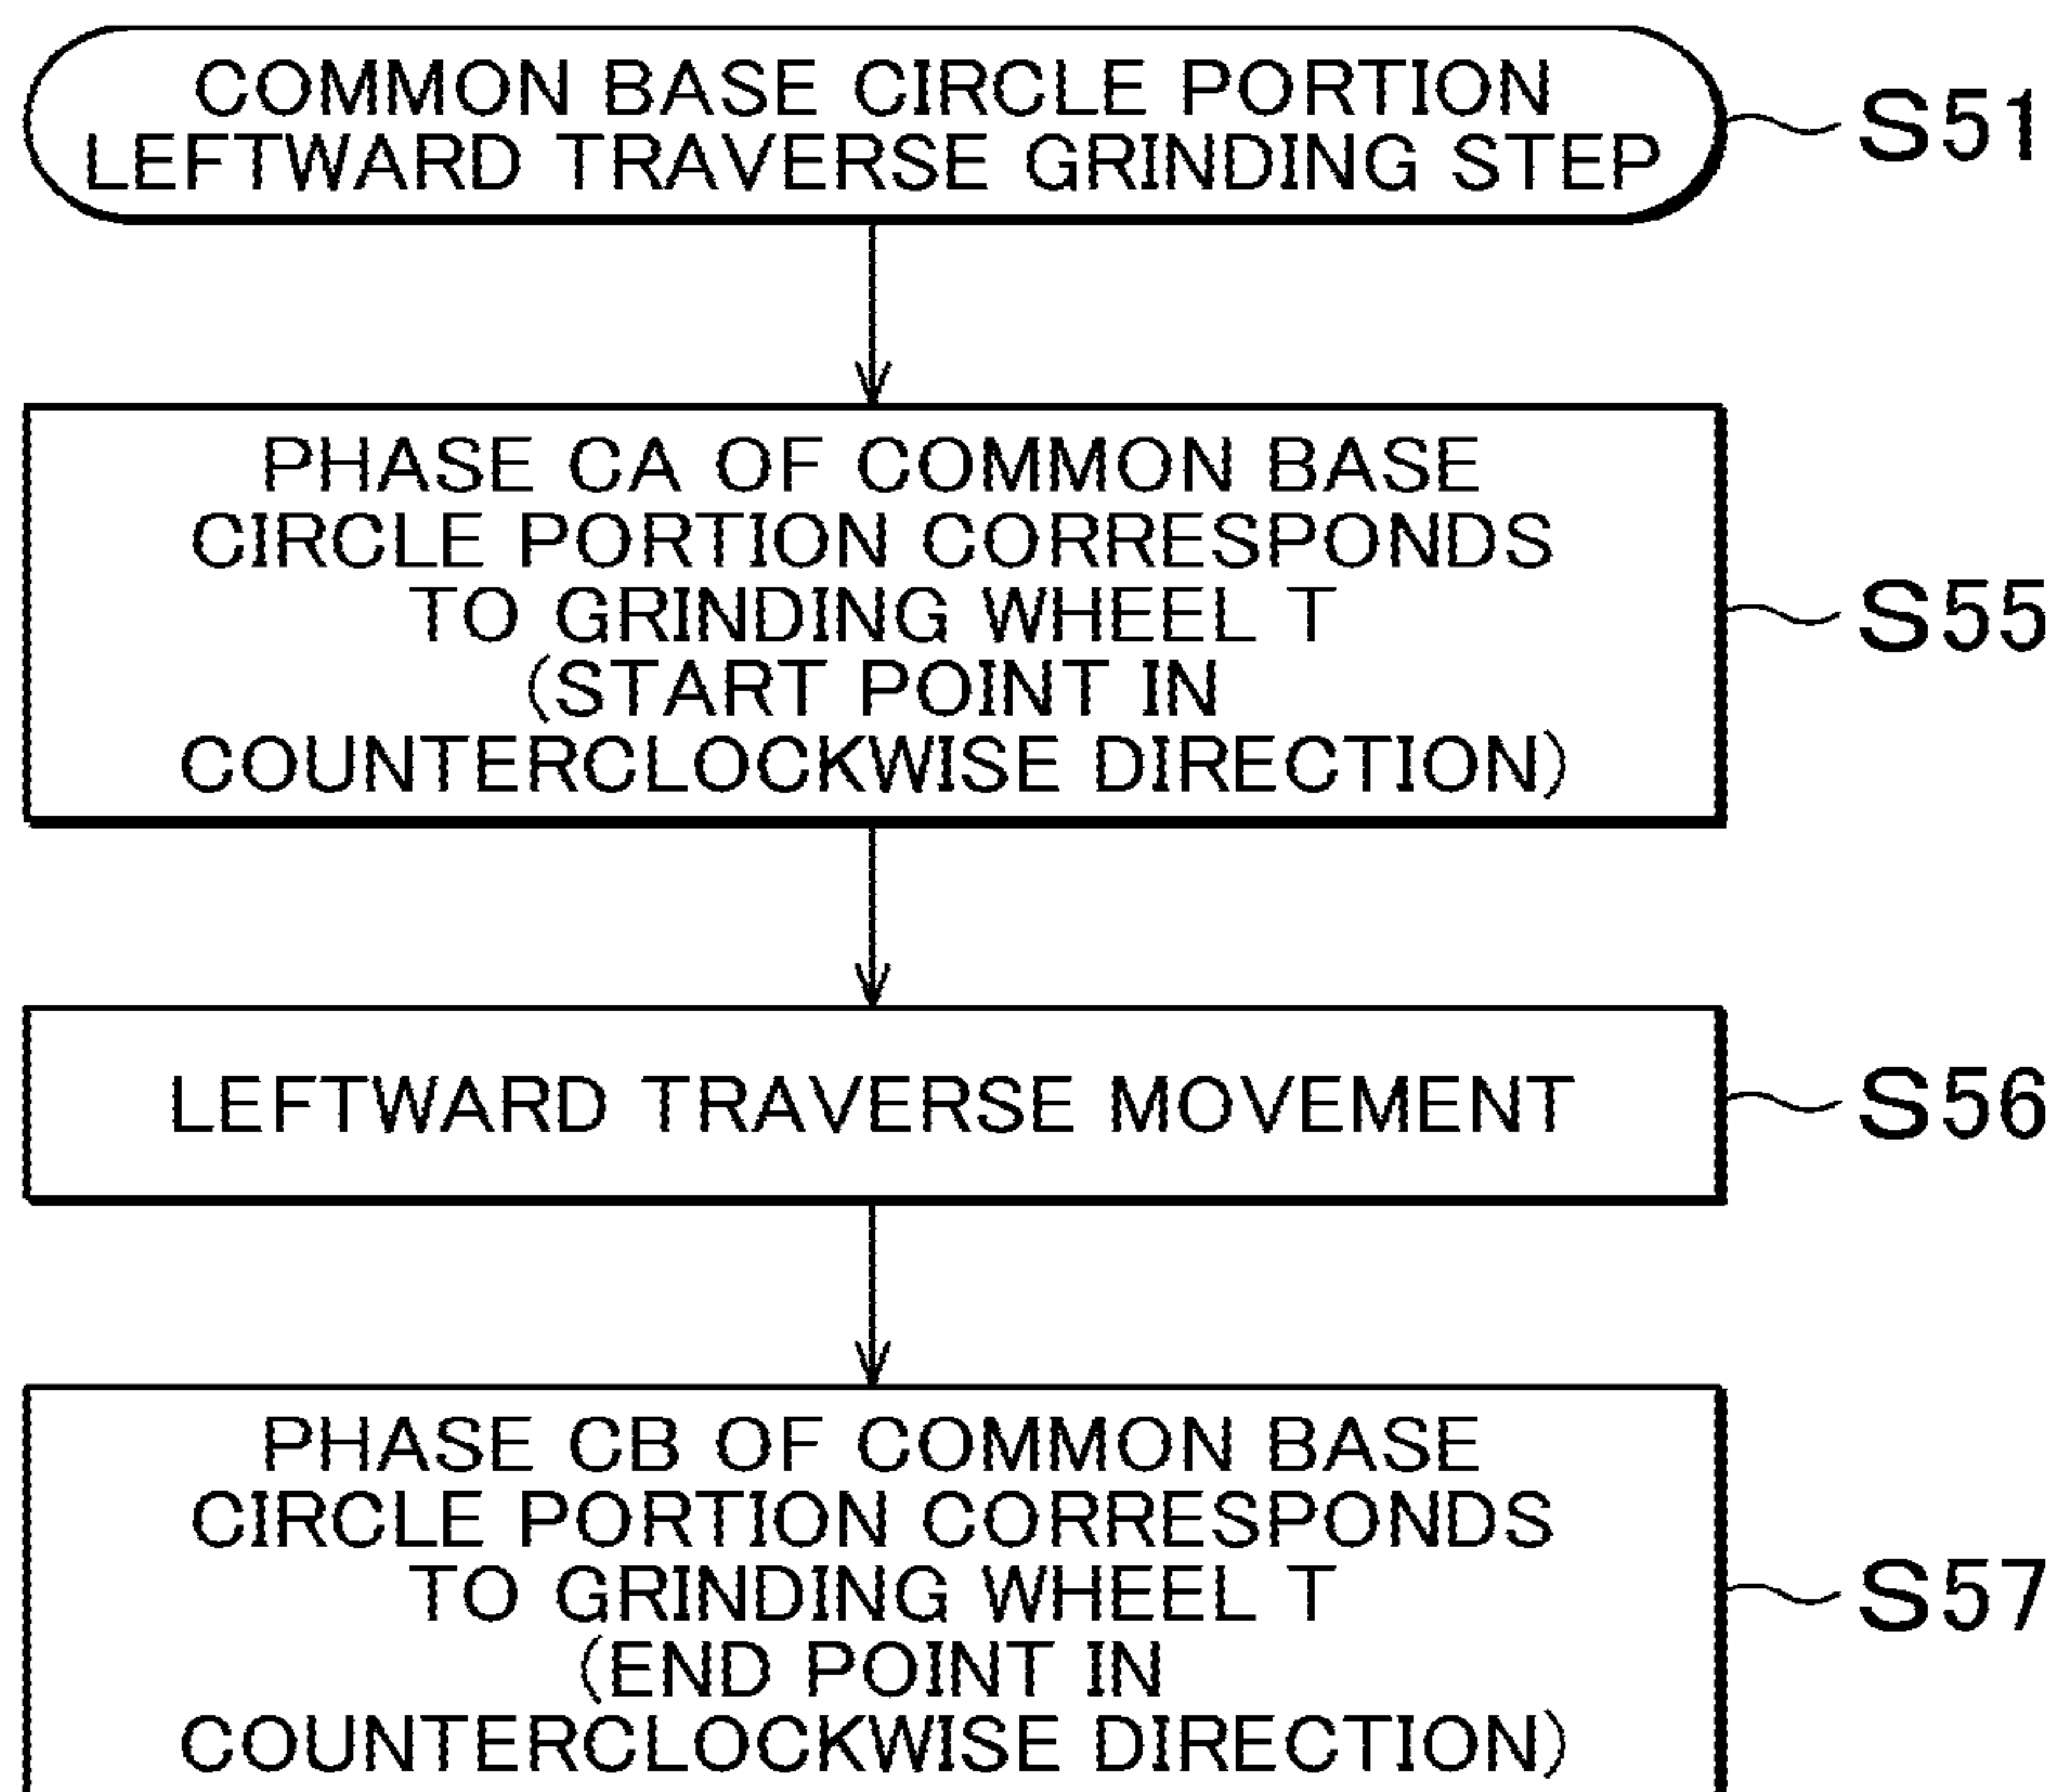 COMMON BASE CIRCLE PORTION
LEFTWARD TRAVERSE GRINDING STEP
S51
PHASE CA OF COMMON BASE
CIRCLE PORTION CORRESPONDS
TO GRINDING WHEEL T
(START POINT IN
COUNTERCLOCKWISE DIRECTION)
S55
LEFTWARD TRAVERSE MOVEMENT
S56
PHASE CB OF COMMON BASE
CIRCLE PORTION CORRESPONDS
TO GRINDING WHEEL T
(END POINT IN
COUNTERCLOCKWISE DIRECTION)
S57